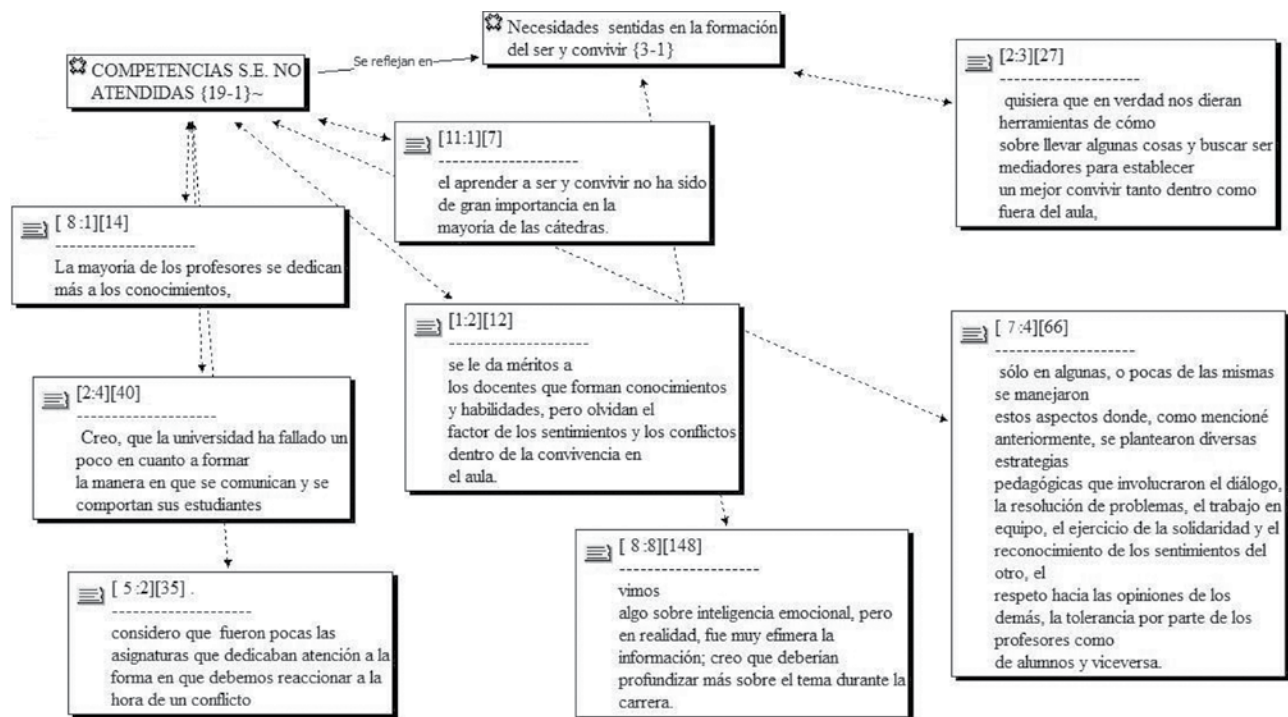 Necesidades sentidas en la formación
del ser y convivir {3-1}
Se reflejan en
COMPETENCIAS S.E. NO
ATENDIDAS {19-1}~
[2:3][27]
--------------------
quisiera que en verdad nos dieran
herramientas de cómo
sobre llevar algunas cosas y buscar ser
mediadores para establecer
un mejor convivir tanto dentro como
fuera del aula,
[11:1][7]
--------------------
el aprender a ser y convivir no ha sido
de gran importancia en la
mayoría de las cátedras.
[ 8:1][14]
--------------------
La mayoría de los profesores se dedican
más a los conocimientos,
[1:2][12]
--------------------
se le da méritos a
los docentes que forman conocimientos
y habilidades, pero olvidan el
factor de los sentimientos y los conflictos
dentro de la convivencia en
el aula.
[ 7:4][66]
--------------------
sólo en algunas, o pocas de las mismas
se manejaron
estos aspectos donde, como mencioné
anteriormente, se plantearon diversas
estrategias
pedagógicas que involucraron el diálogo,
la resolución de problemas, el trabajo en
equipo, el ejercicio de la solidaridad y el
reconocimiento de los sentimientos del
otro, el
respeto hacia las opiniones de los
demás, la tolerancia por parte de los
profesores como
de alumnos y viceversa.
[2:4][40]
--------------------
Creo, que la universidad ha fallado un
poco en cuanto a formar
la manera en que se comunican y se
comportan sus estudiantes
[ 8:8][148]
--------------------
vimos
algo sobre inteligencia emocional, pero
en realidad, fue muy efímera la
información; creo que deberían
profundizar más sobre el tema durante la
carrera.
[ 5:2][35] .
--------------------
considero que fueron pocas las
asignaturas que dedicaban atención a la
forma en que debemos reaccionar a la
hora de un conflicto